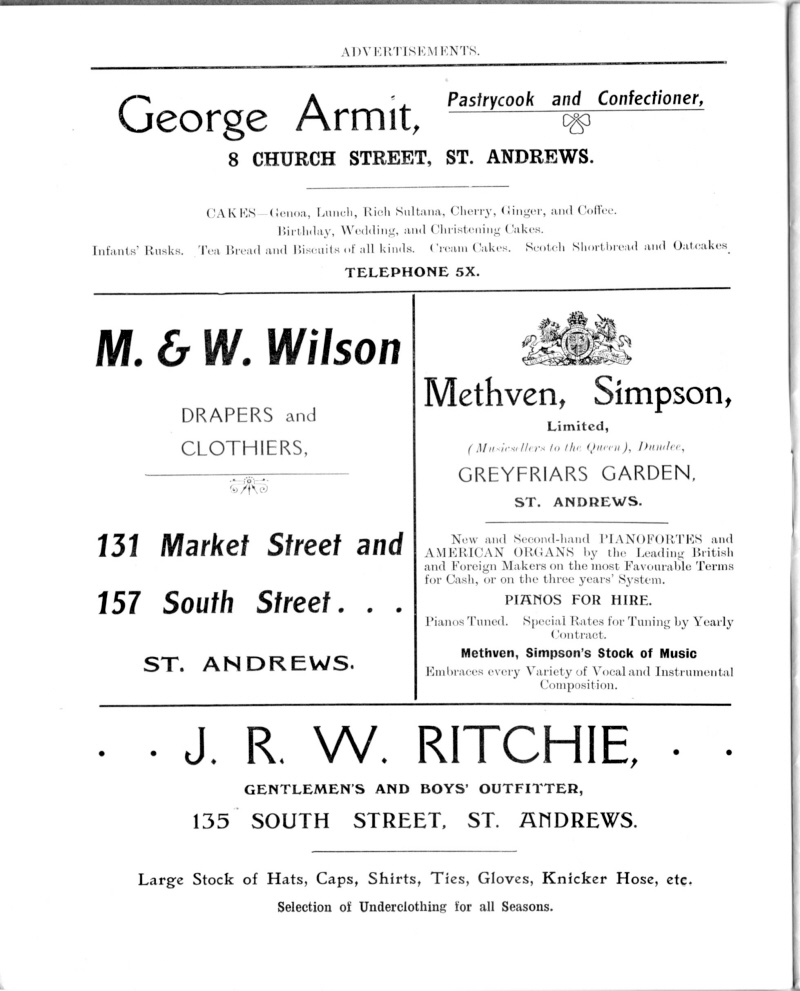 ADVERTISEMENTS.
George Armit,
Pastrycook and Confectioner,
8 CHURCH STREET, ST. ANDREWS.
CAKES—Genoa, Lunch, Rich Sultana, Cherry, Ginger, and Coffee.
Birthday, Wedding, and Christening Cakes.
Infants' Rusks. Tea Bread and Biscuits of all kinds. Cream Cakes. Scotch Shortbread and Oatcakes.
TELEPHONE 5X.
M. & W. Wilson
DRAPERS and
CLOTHIERS,
131 Market Street and
157 South Street . . .
ST. ANDREWS.
Methven, Simpson,
Limited,
(Musicsellers to the Queen), Dundee,
GREYFRIARS GARDEN,
ST. ANDREWS.
New and Second-hand PIANOFORTES and
AMERICAN ORGANS by the Leading British
and Foreign Makers on the most Favourable Terms
for Cash, or on the three years' System.
PIANOS FOR HIRE.
Pianos Tuned. Special Rates for Tuning by Yearly
Contract.
Methven, Simpson's Stock of Music
Embraces every Variety of Vocal and Instrumental
Composition.
. . J. R. W. RITCHIE, . .
GENTLEMEN'S AND BOYS' OUTFITTER,
135 SOUTH STREET, ST. ANDREWS.
Large Stock of Hats, Caps, Shirts, Ties, Gloves, Knicker Hose, etc.
Selection of Underclothing for all Seasons.